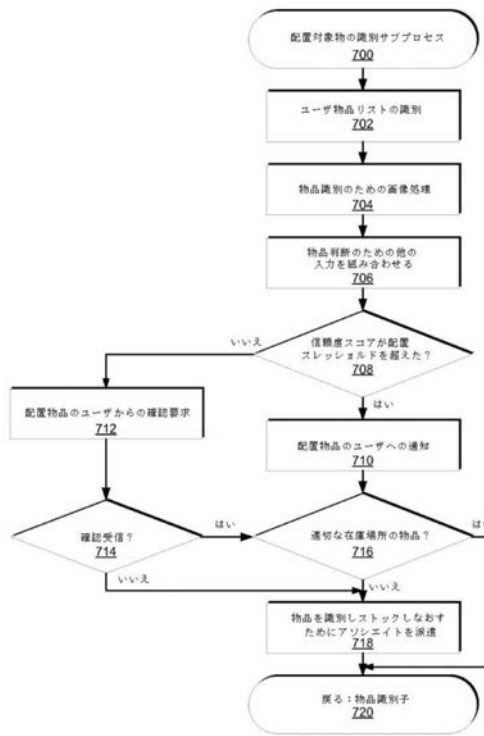 配置対象物の識別サブプロセス
700
ユーザ物品リストの識別
702
物品識別のための画像処理
704
物品判断のための他の
入力を組み合わせる
706
信頼度スコアが配置
スレッショルドを超えた?
708
いいえ
はい
配置物品のユーザからの確認要求
712
配置物品のユーザへの通知
710
確認受信?
714
はい
いいえ
適切な在庫場所の物品?
716
はい
いいえ
物品を識別しストックしなおす
ためにアソシエイトを派遣
718
戻る:物品識別子
720